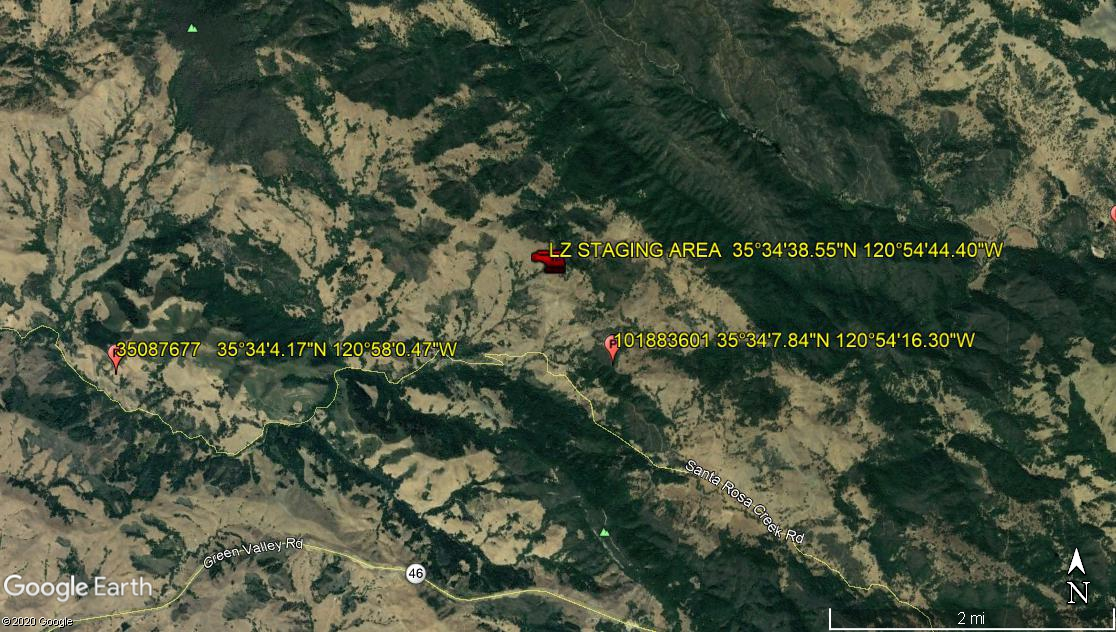 LZ STAGING AREA  35°34'38.55"N 120°54'44.40"W
101883601 35°34'7.84"N 120°54'16.30"W
35087677   35°34'4.17"N 120°58'0.47"W
Santa Rosa Creek Rd
Green Valley Rd
46
Google Earth
N
2 mi
©2020 Google